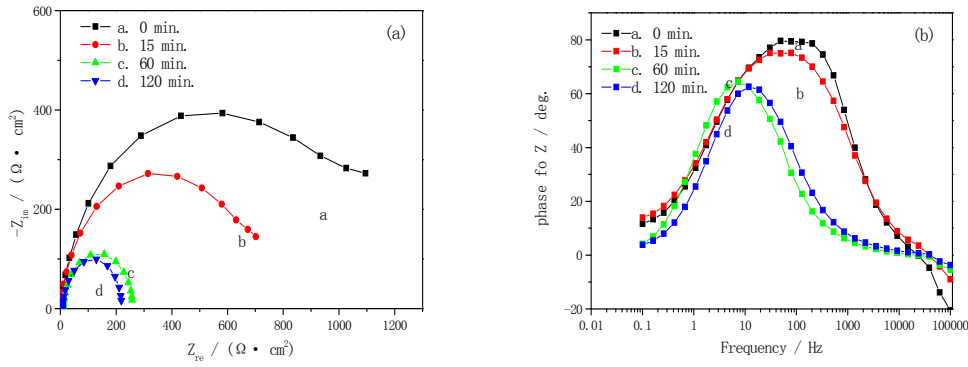 a. 0 min.
b. 15 min.
c. 60 min.
d. 120 min.
(a)
600
400
200
0
-Z_im / (Ω · cm²)
a
b
c
d
0 200 400 600 800 1000 1200
Z_re / (Ω · cm²)
a. 0 min.
b. 15 min.
c. 60 min.
d. 120 min.
(b)
80
60
40
20
0
-20
phase fo Z / deg.
a
b
c
d
0.01 0.1 1 10 100 1000 10000 100000
Frequency / Hz